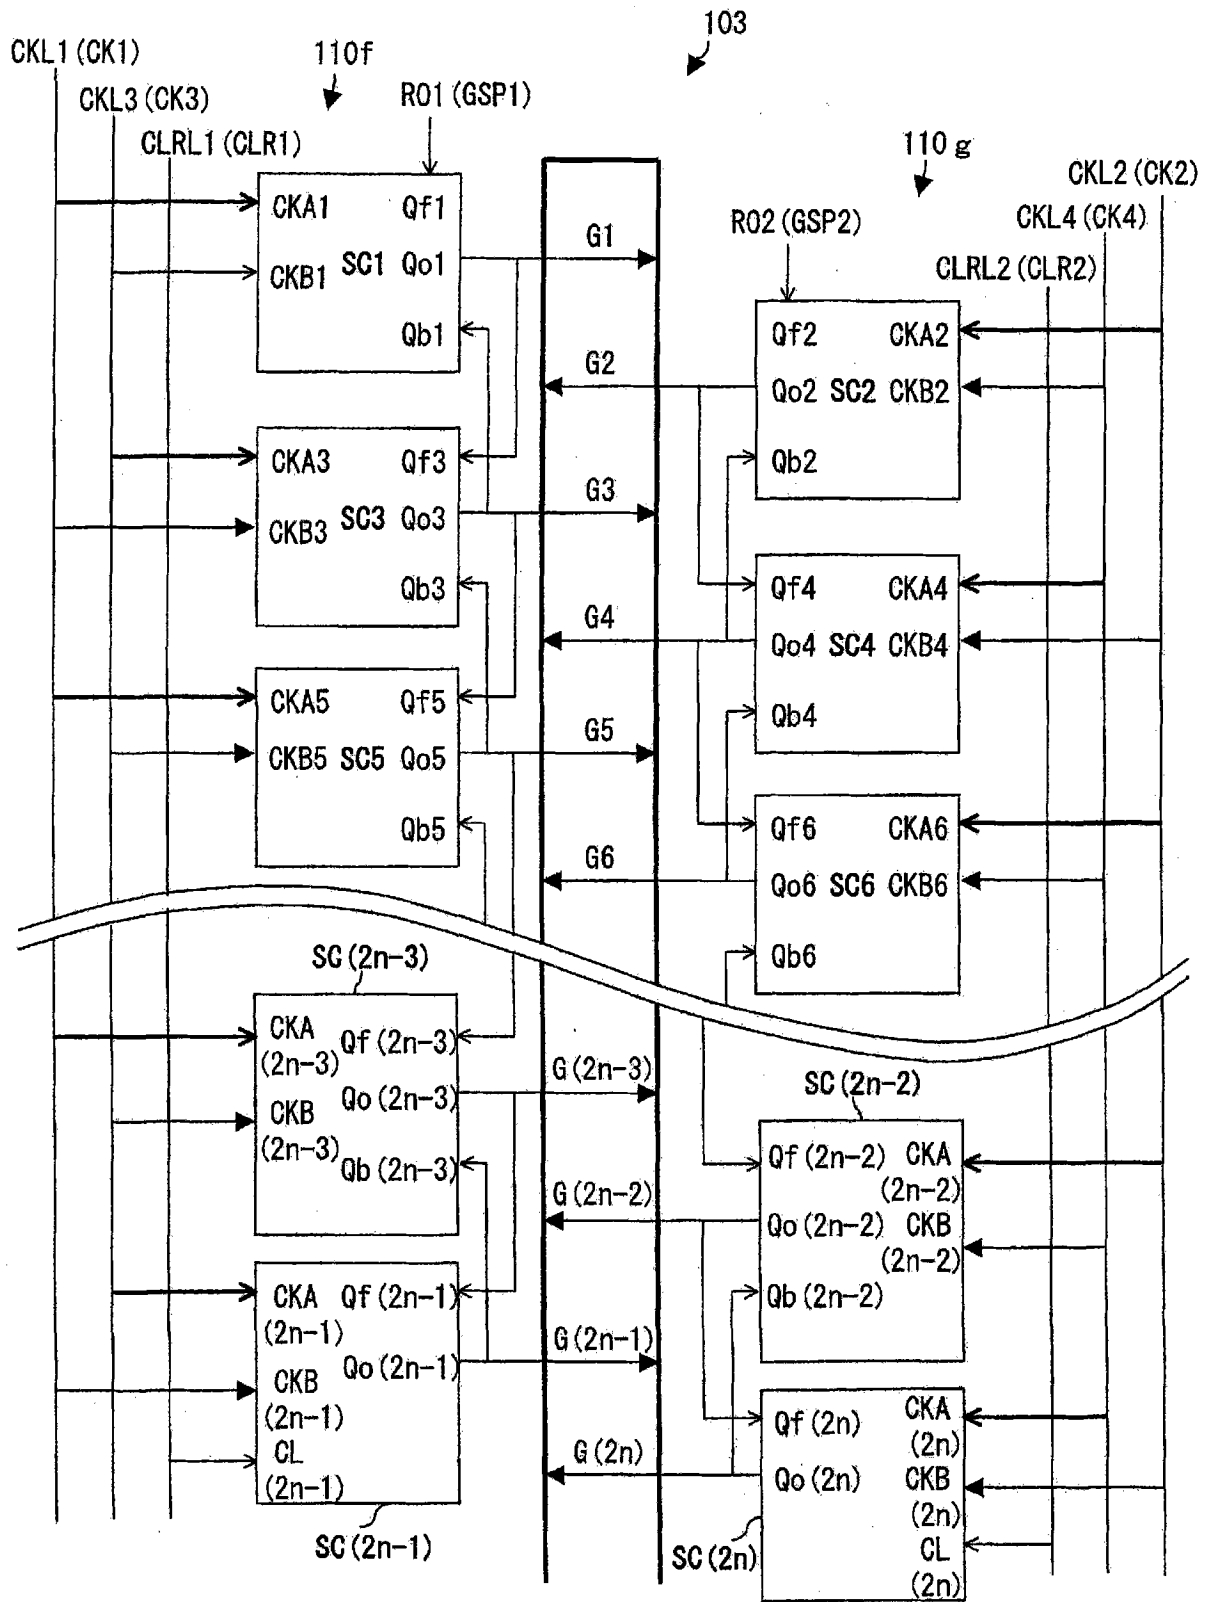 103
CKL1(CK1)
110f
CKL3(CK3)
RO1(GSP1)
CLRL1(CLR1)
110g
CKL2(CK2)
CKL4(CK4)
RO2(GSP2)
CLRL2(CLR2)
CKA1 Qf1
SC1 Qo1
CKB1
Qb1
G1
Qf2 CKA2
G2
Qo2 SC2 CKB2
Qb2
CKA3 Qf3
G3
SC3 Qo3
CKB3
Qb3
Qf4 CKA4
G4
Qo4 SC4 CKB4
Qb4
CKA5 Qf5
G5
CKB5 SC5 Qo5
Qb5
Qf6 CKA6
G6
Qo6 SC6 CKB6
Qb6
SC(2n-3)
CKA
(2n-3)
Qf(2n-3)
Qo(2n-3)
CKB
(2n-3)
Qb(2n-3)
G(2n-3)
SC(2n-2)
Qf(2n-2) CKA
(2n-2)
G(2n-2)
Qo(2n-2) CKB
(2n-2)
Qb(2n-2)
CKA
(2n-1)
Qf(2n-1)
G(2n-1)
Qo(2n-1)
CKB
(2n-1)
CL
(2n-1)
SC(2n-1)
Qf(2n) CKA
(2n)
G(2n)
Qo(2n) CKB
(2n)
CL
(2n)
SC(2n)